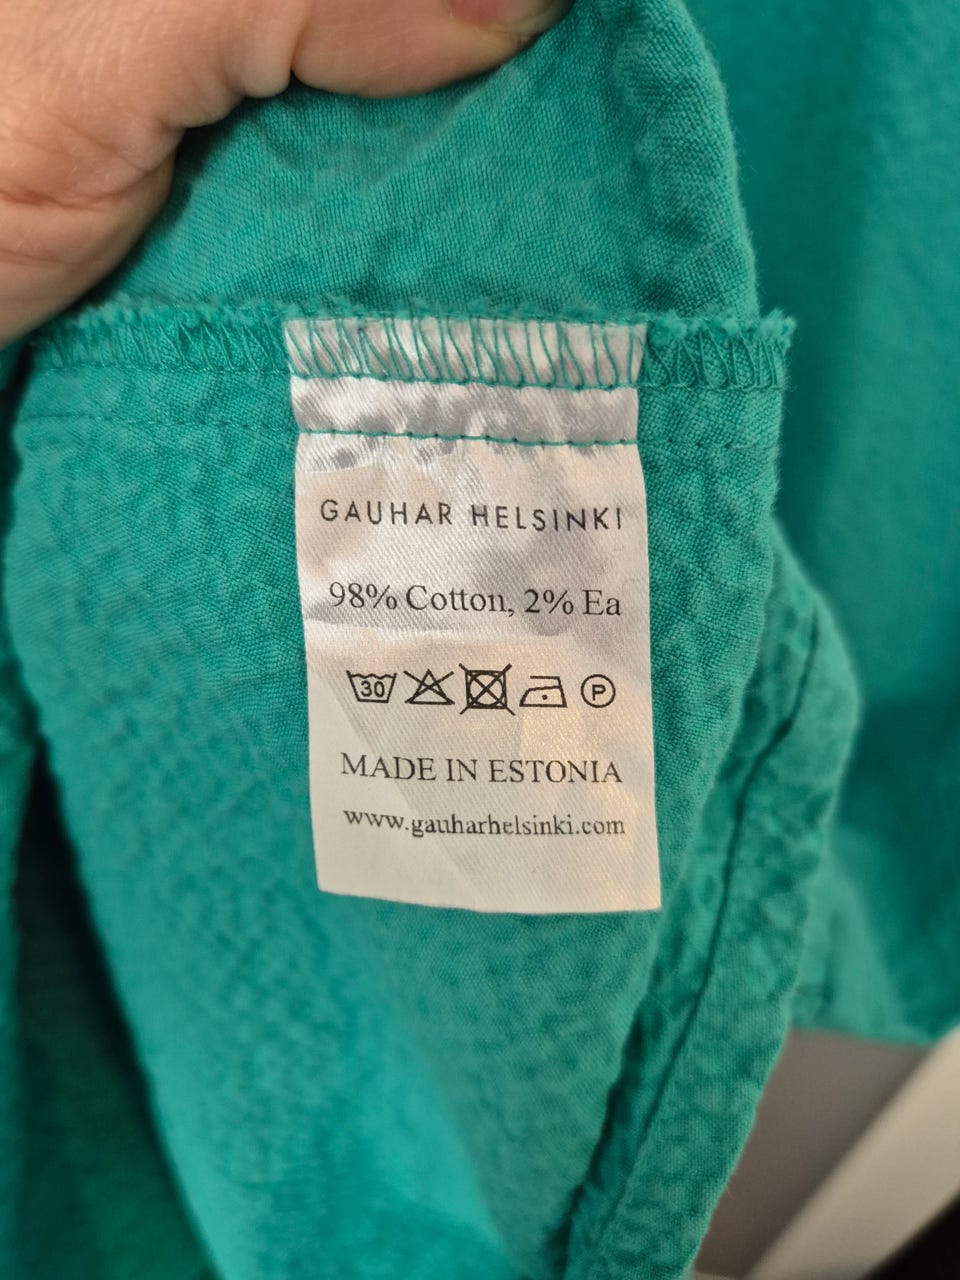 GAUHAR HELSINKI
98% Cotton, 2% Ea
30 P
MADE IN ESTONIA
www.gauharhelsinki.com